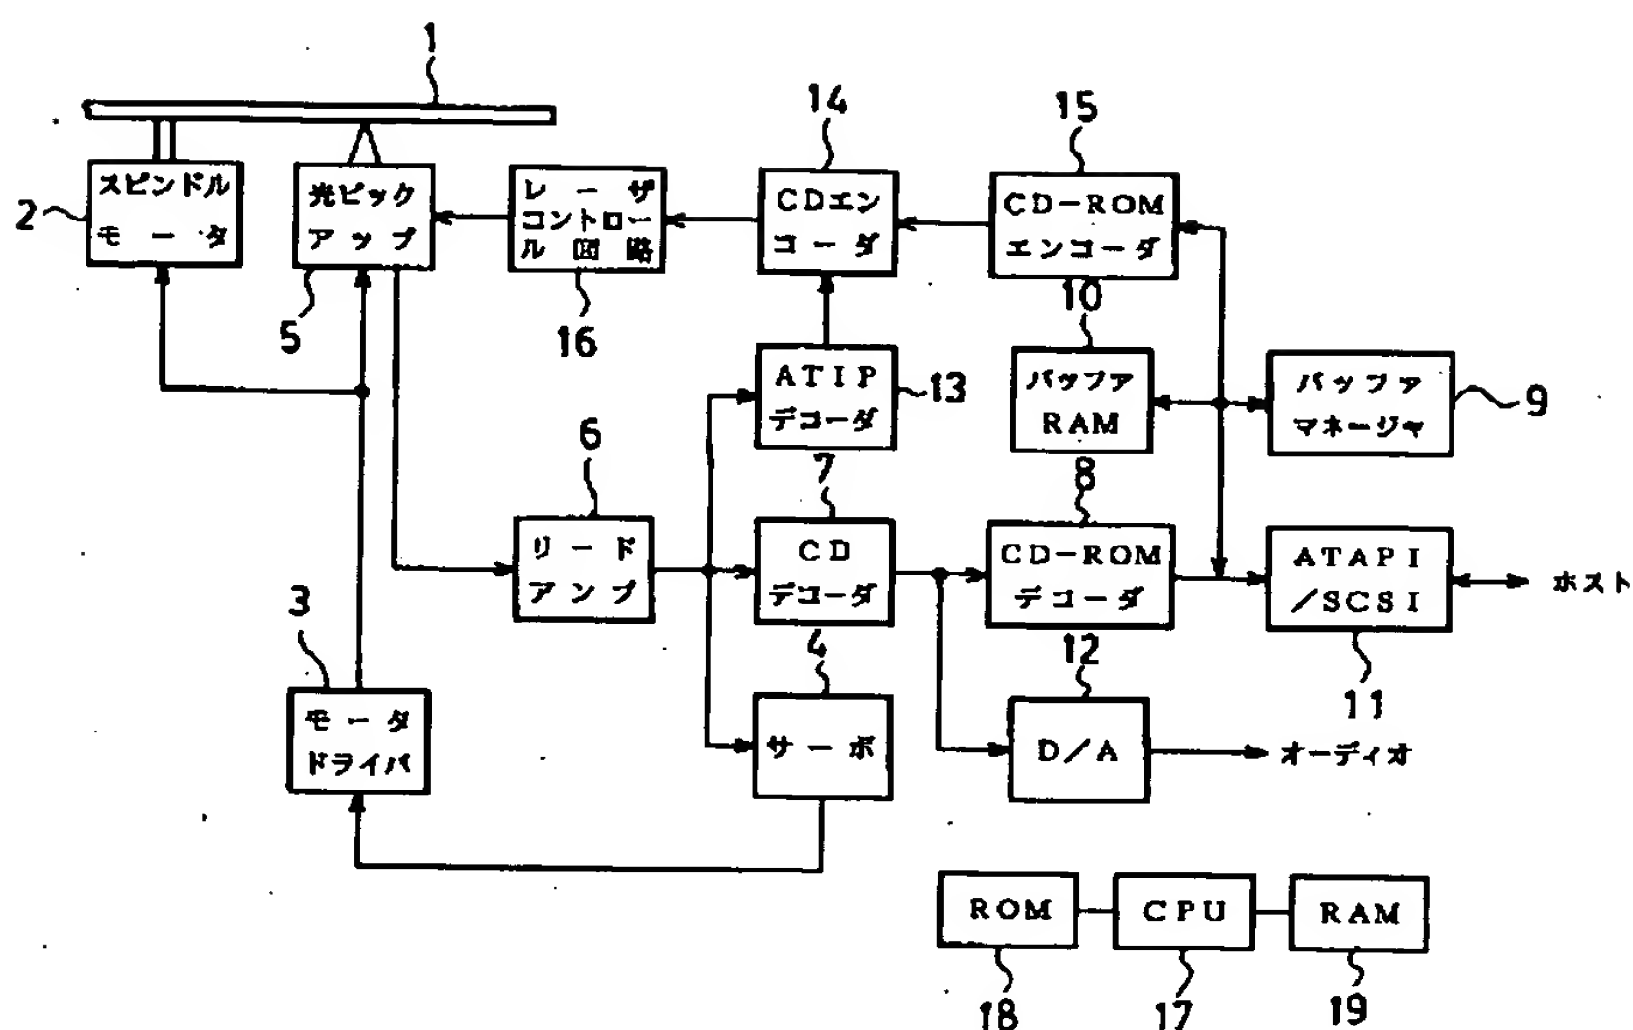 1
14
15
スピンドル
モータ
2
光ピック
アップ
5
レーザ
コントロー
ル回路
16
CDエン
コーダ
CD-ROM
エンコーダ
10
ATIP
デコーダ
13
バッファ
RAM
バッファ
マネージャ
9
6
リード
アンプ
7
CD
デコーダ
8
CD-ROM
デコーダ
ATAPI
/SCSI
ホスト
11
3
モータ
ドライバ
4
サーボ
12
D/A
オーディオ
ROM
CPU
RAM
18
17
19